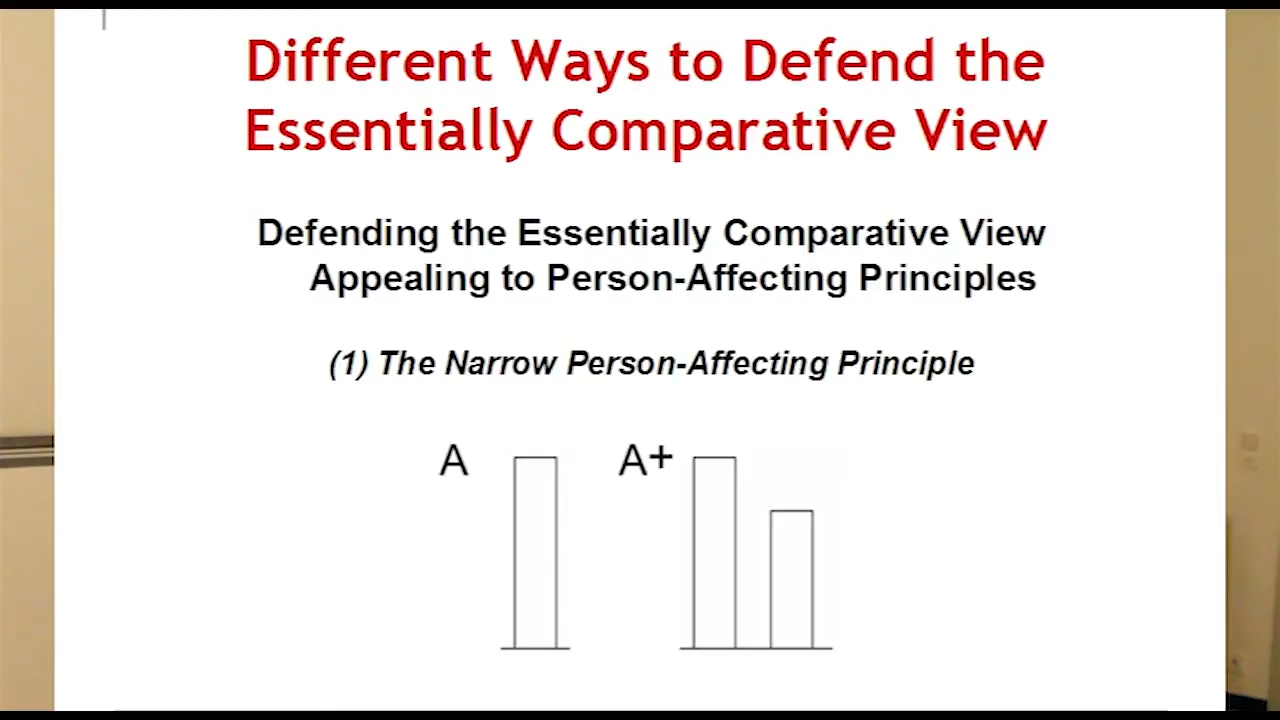 Different Ways to Defend the
Essentially Comparative View
Defending the Essentially Comparative View
Appealing to Person-Affecting Principles
(1) The Narrow Person-Affecting Principle
A
A+